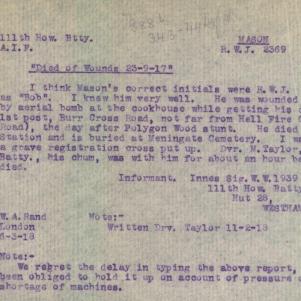 111th How. Btty.
A.I.F.
MASON
R.W.J. 2369
"Died of Wounds 23-9-17"
I think Mason's correct initials were R.W.J.
as "Bob". I knew him very well. He was wounded
by aerial bomb at the cookhouse while getting his
last post, Burr Cross Road, not far from Hell Fire C
Road), the day after Polygon Wood stunt. He died
Station and is buried at Meningate Cemetery. I
a grave registration cross put up. Dvr. N. Taylor,
Batty., his chum, was with him for about an hour be
died.
Informant. Innes Sig. W.W. 1939
111th How. Batt
Hut 28,
WESTHAM
W.A. Rand
London
6-3-18
Note:-
Written Drv. Taylor 11-2-18
Note:-
We regret the delay in typing the above report,
been obliged to hold it up on account of pressure
shortage of machines.